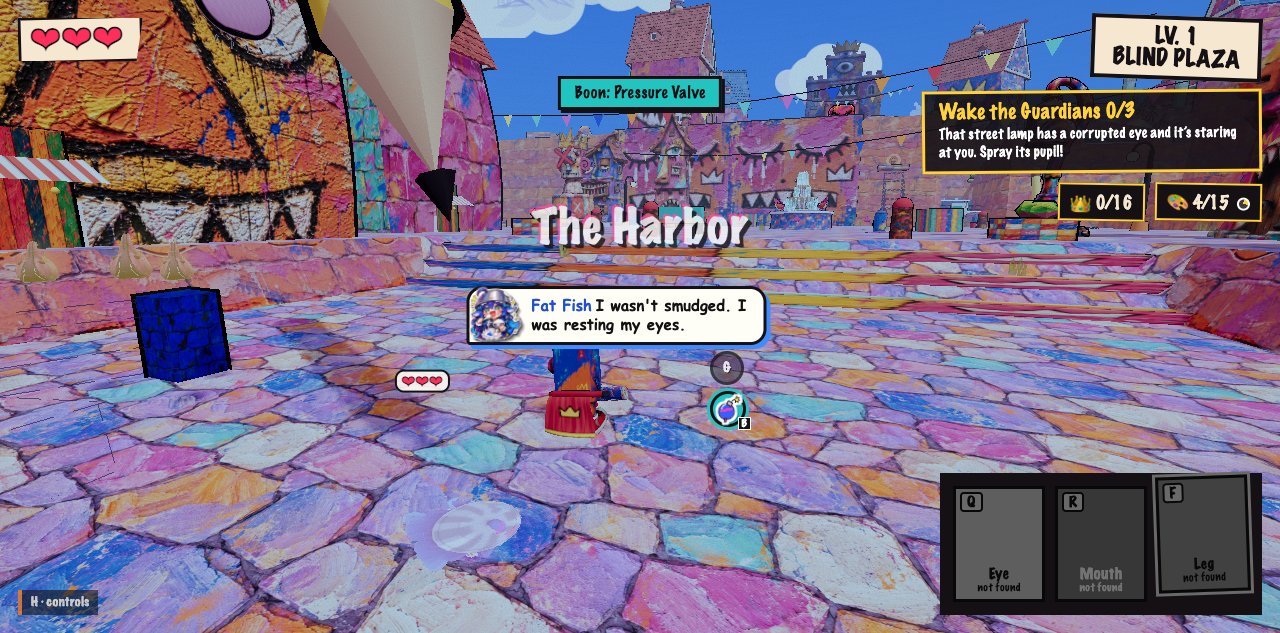 LV. 1
BLIND PLAZA
Boon: Pressure Valve
Wake the Guardians 0/3
That street lamp has a corrupted eye and it's staring
at you. Spray its pupil!
0/16
4/15
The Harbor
Fat Fish I wasn't smudged. I
was resting my eyes.
G
Q
Eye
not found
R
Mouth
not found
F
Leg
not found
H · controls